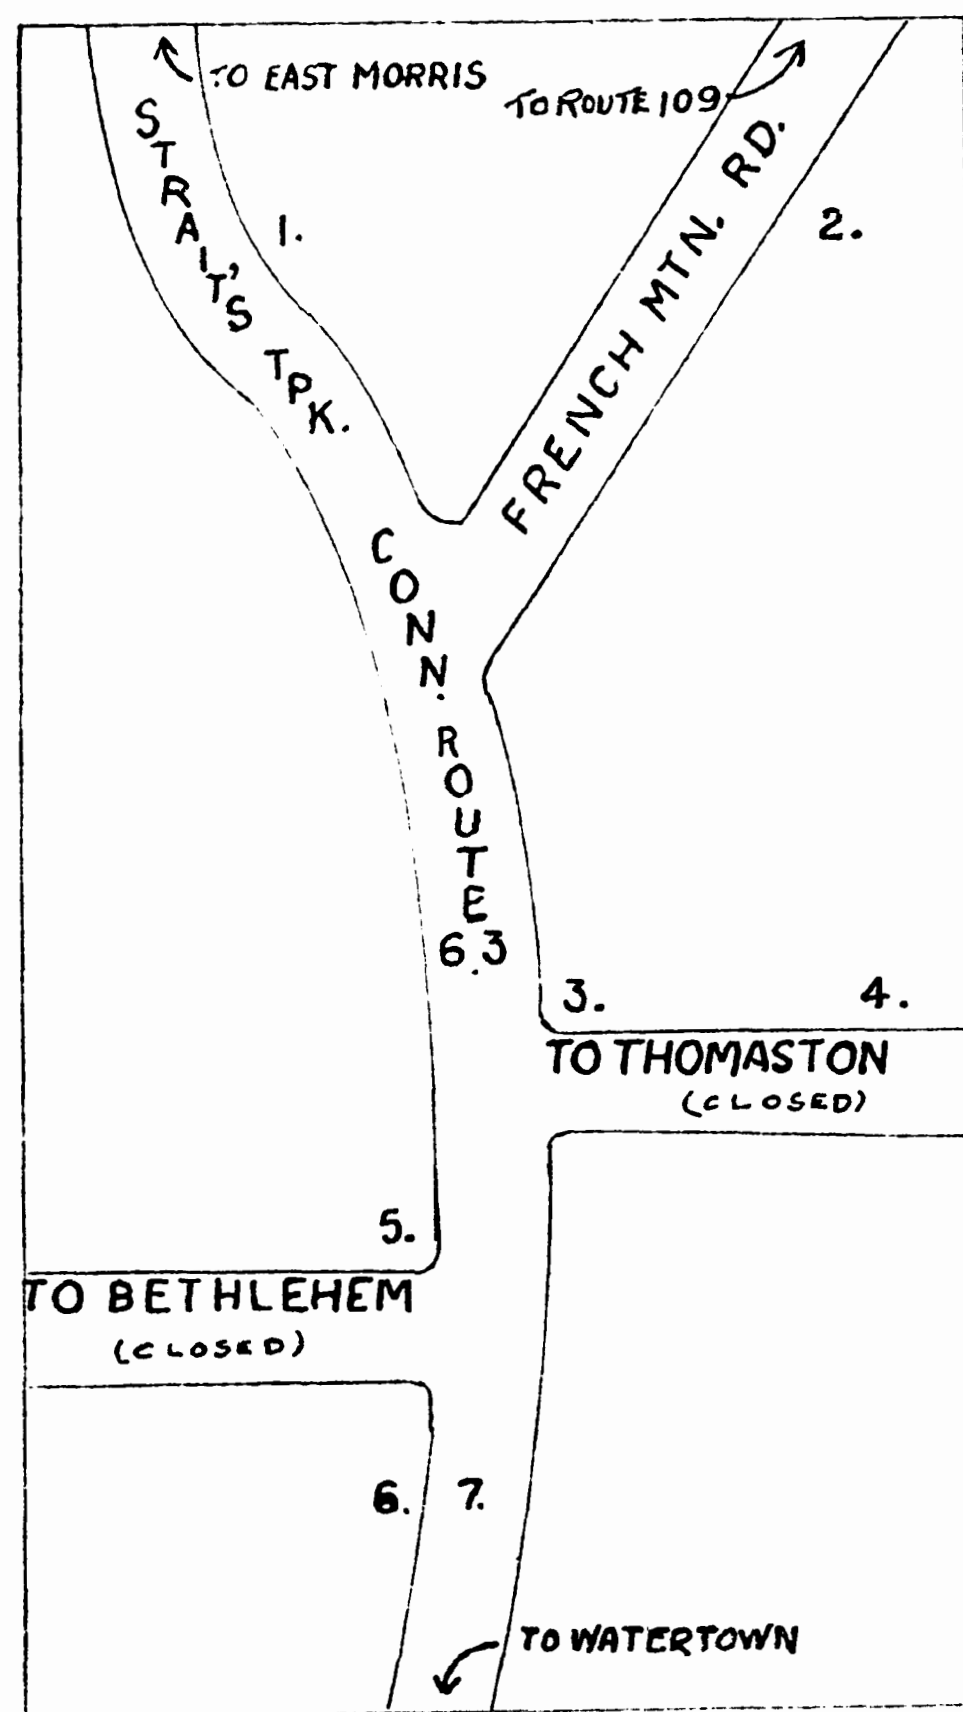 TO EAST MORRIS
TO ROUTE 109
STRAIT'S TPK.
FRENCH MTN. RD.
1.
2.
CONN. ROUTE 63
3.
4.
TO THOMASTON
(CLOSED)
5.
TO BETHLEHEM
(CLOSED)
6.
7.
TO WATERTOWN